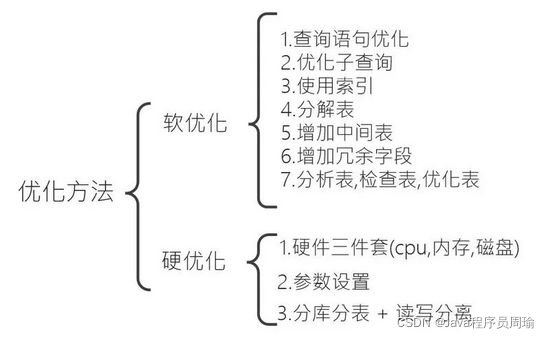 优化方法
软优化
1.查询语句优化
2.优化子查询
3.使用索引
4.分解表
5.增加中间表
6.增加冗余字段
7.分析表,检查表,优化表
硬优化
1.硬件三件套(cpu,内存,磁盘)
2.参数设置
3.分库分表 + 读写分离
CSDN @Java程序员周瑜